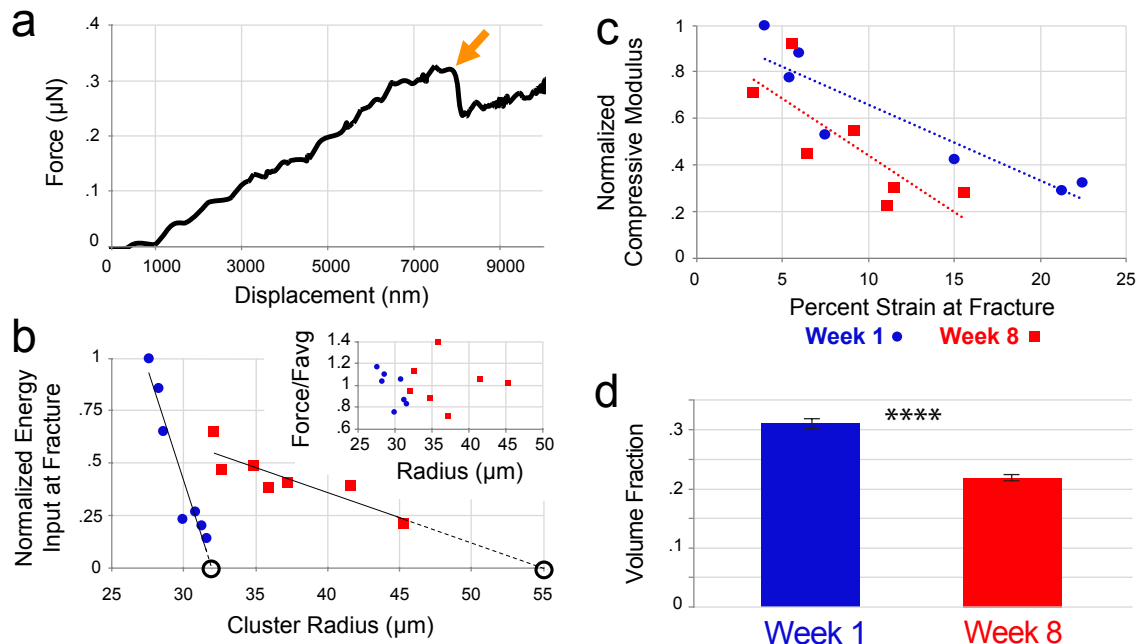 a
.4
.3
.2
.1
0
Force (µN)
0 1000 3000 5000 7000 9000
Displacement (nm)
b
1
0.75
0.5
0.25
0
Normalized Energy
Input at Fracture
25 30 35 40 45 50 55
Cluster Radius (µm)
1.4
1.2
1
.8
.6
Force/Favg
25 30 35 40 45 50
Radius (µm)
c
1
.8
.6
.4
.2
0
Normalized
Compressive Modulus
0 5 10 15 20 25
Percent Strain at Fracture
Week 1 Week 8
d
.3
.2
.1
0
Volume Fraction
****
Week 1 Week 8